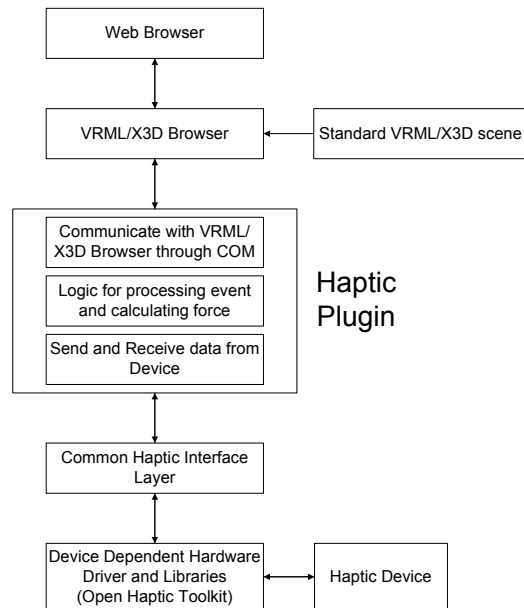 Web Browser
VRML/X3D Browser
Standard VRML/X3D scene
Communicate with VRML/
X3D Browser through COM
Logic for processing event
and calculating force
Send and Receive data from
Device
Haptic
Plugin
Common Haptic Interface
Layer
Device Dependent Hardware
Driver and Libraries
(Open Haptic Toolkit)
Haptic Device